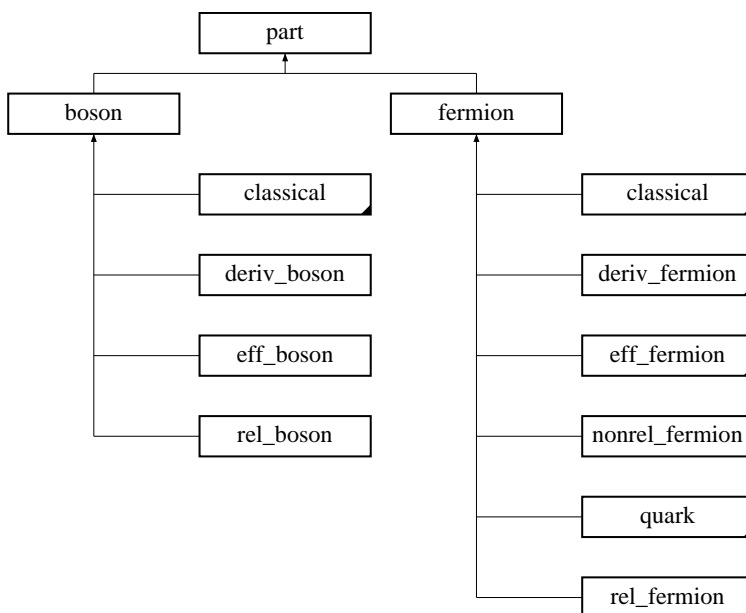 part
boson
fermion
classical
classical
deriv_boson
deriv_fermion
eff_boson
eff_fermion
rel_boson
nonrel_fermion
quark
rel_fermion